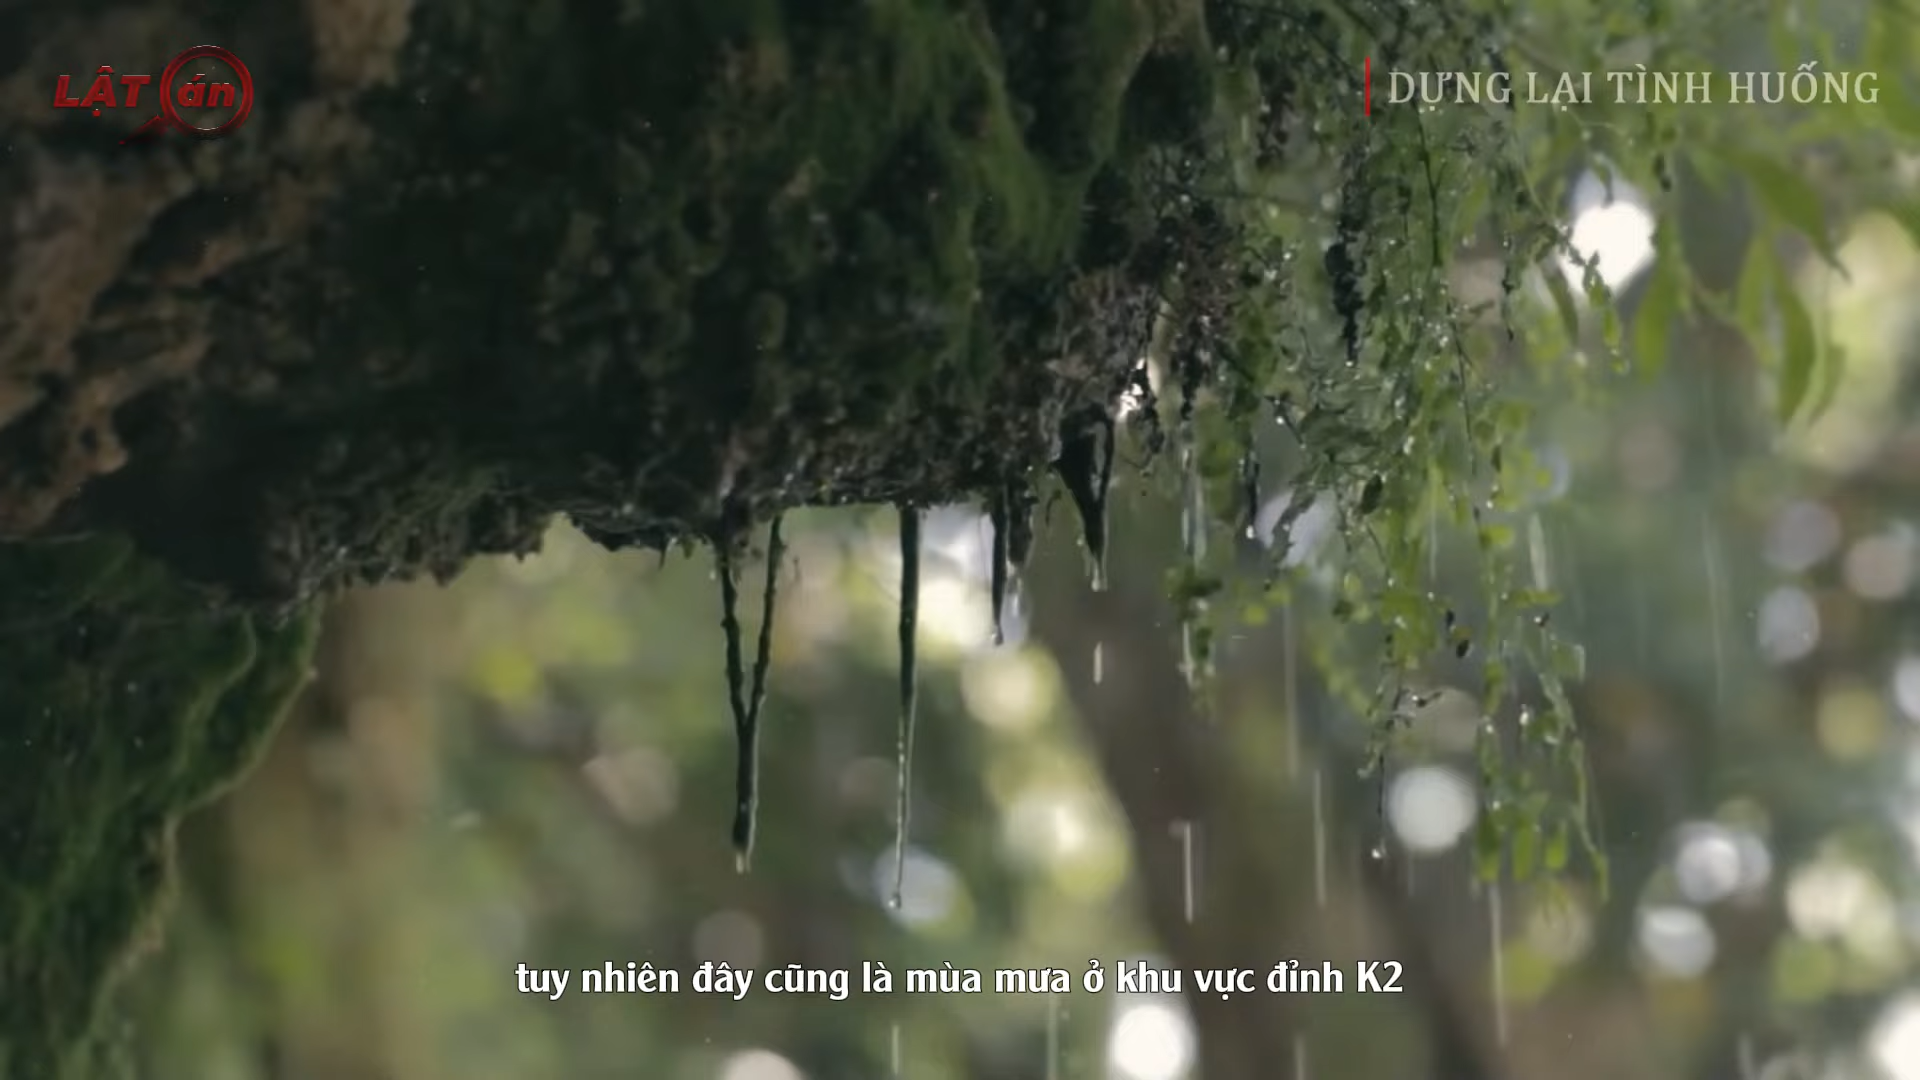 LẬT án
DỰNG LẠI TÌNH HUỐNG
tuy nhiên đây cũng là mùa mưa ở khu vực đỉnh K2